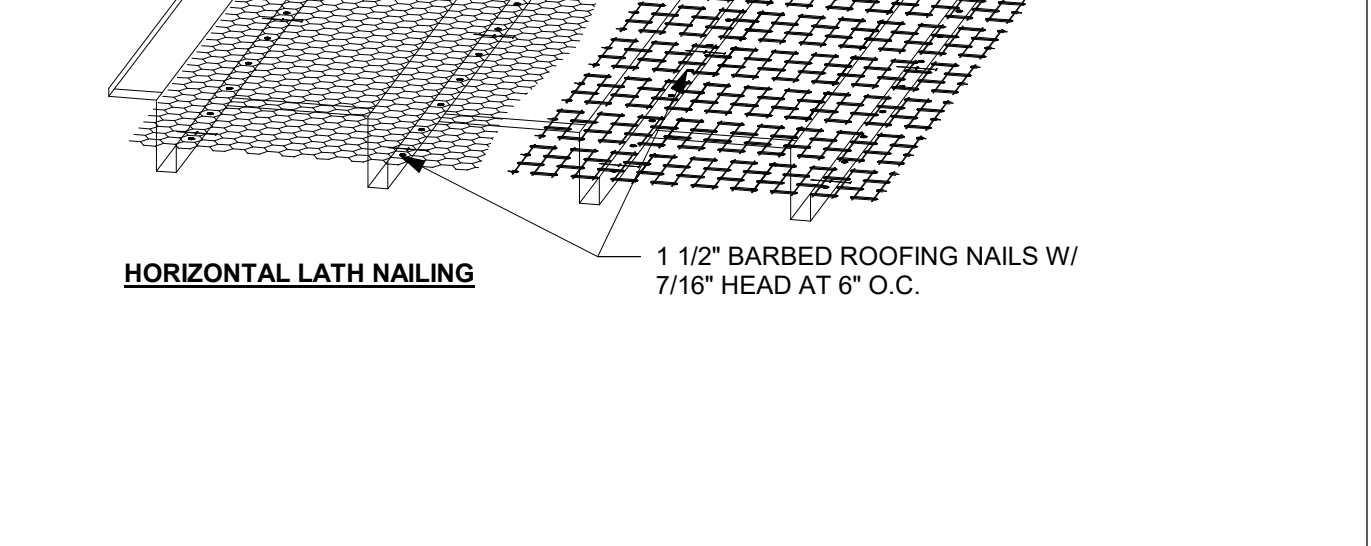 HORIZONTAL LATH NAILING
1 1/2" BARBED ROOFING NAILS W/
7/16" HEAD AT 6" O.C.